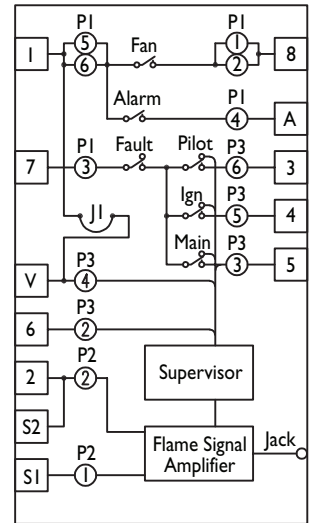 P1 P1
5 Fan 1
1 6 2 8
Alarm P1
4 A
P1 Fault Pilot P3
7 3 6 3
Ign P3
J1 5 4
Main P3
P3 3 5
V 4
P3
6 2
P2
2 2 Supervisor
S2
P2 Flame Signal Jack
S1 1 Amplifier